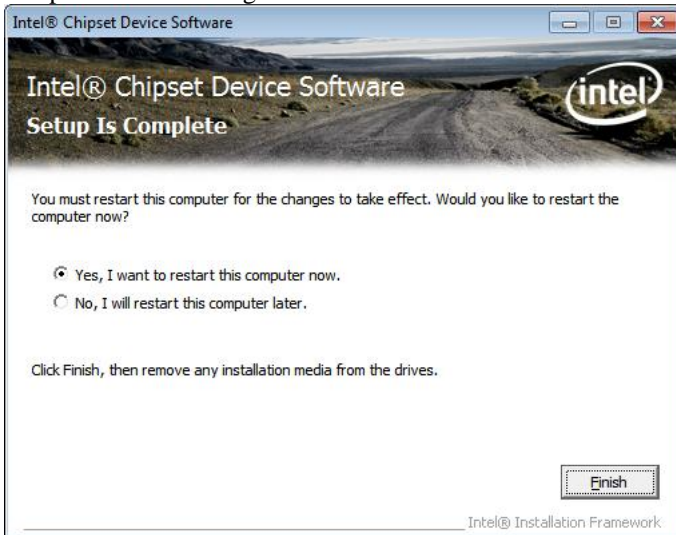 Intel® Chipset Device Software
Intel® Chipset Device Software
intel
Setup Is Complete
You must restart this computer for the changes to take effect. Would you like to restart the
computer now?
Yes, I want to restart this computer now.
No, I will restart this computer later.
Click Finish, then remove any installation media from the drives.
Finish
Intel® Installation Framework